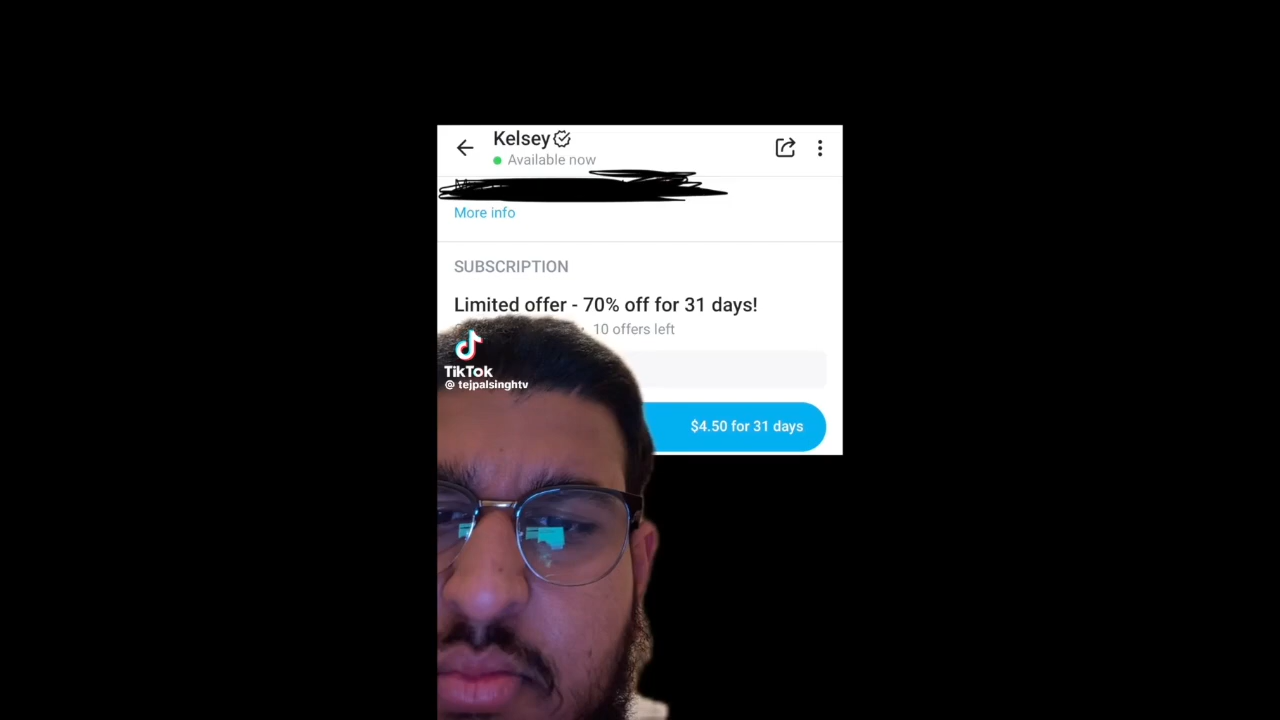 Kelsey
Available now
More info
SUBSCRIPTION
Limited offer - 70% off for 31 days!
10 offers left
$4.50 for 31 days
TikTok
@ tejpalsinghtv